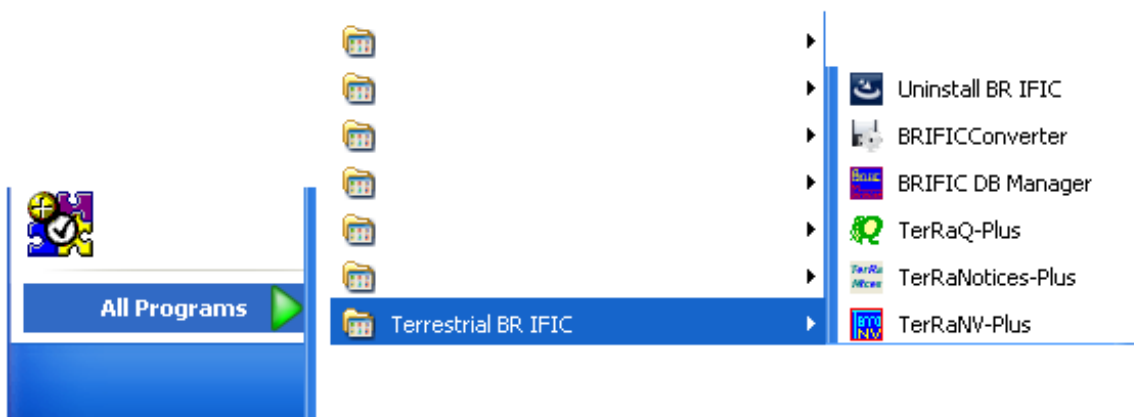 All Programs
Terrestrial BR IFIC
Uninstall BR IFIC
BRIFICConverter
BRIFIC DB Manager
TerRaQ-Plus
TerRaNotices-Plus
TerRaNV-Plus